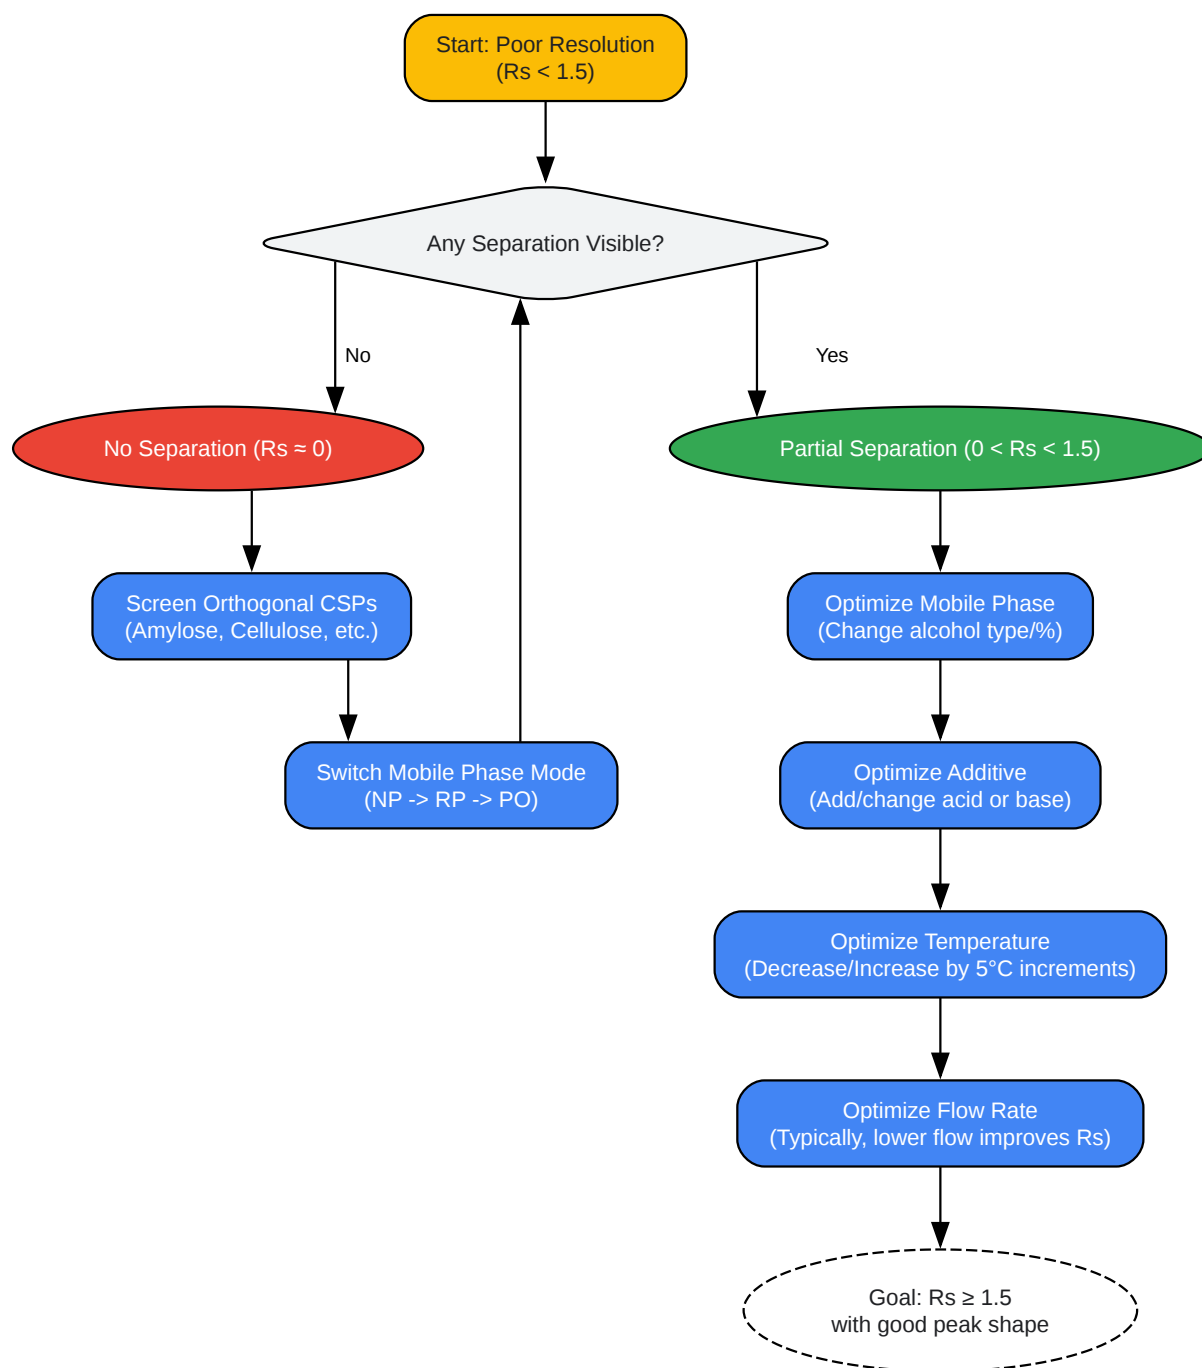 Start: Poor Resolution
(Rs < 1.5)
Any Separation Visible?
No
Yes
No Separation (Rs ≈ 0)
Partial Separation (0 < Rs < 1.5)
Screen Orthogonal CSPs
(Amylose, Cellulose, etc.)
Optimize Mobile Phase
(Change alcohol type/%)
Switch Mobile Phase Mode
(NP -> RP -> PO)
Optimize Additive
(Add/change acid or base)
Optimize Temperature
(Decrease/Increase by 5°C increments)
Optimize Flow Rate
(Typically, lower flow improves Rs)
Goal: Rs ≥ 1.5
with good peak shape